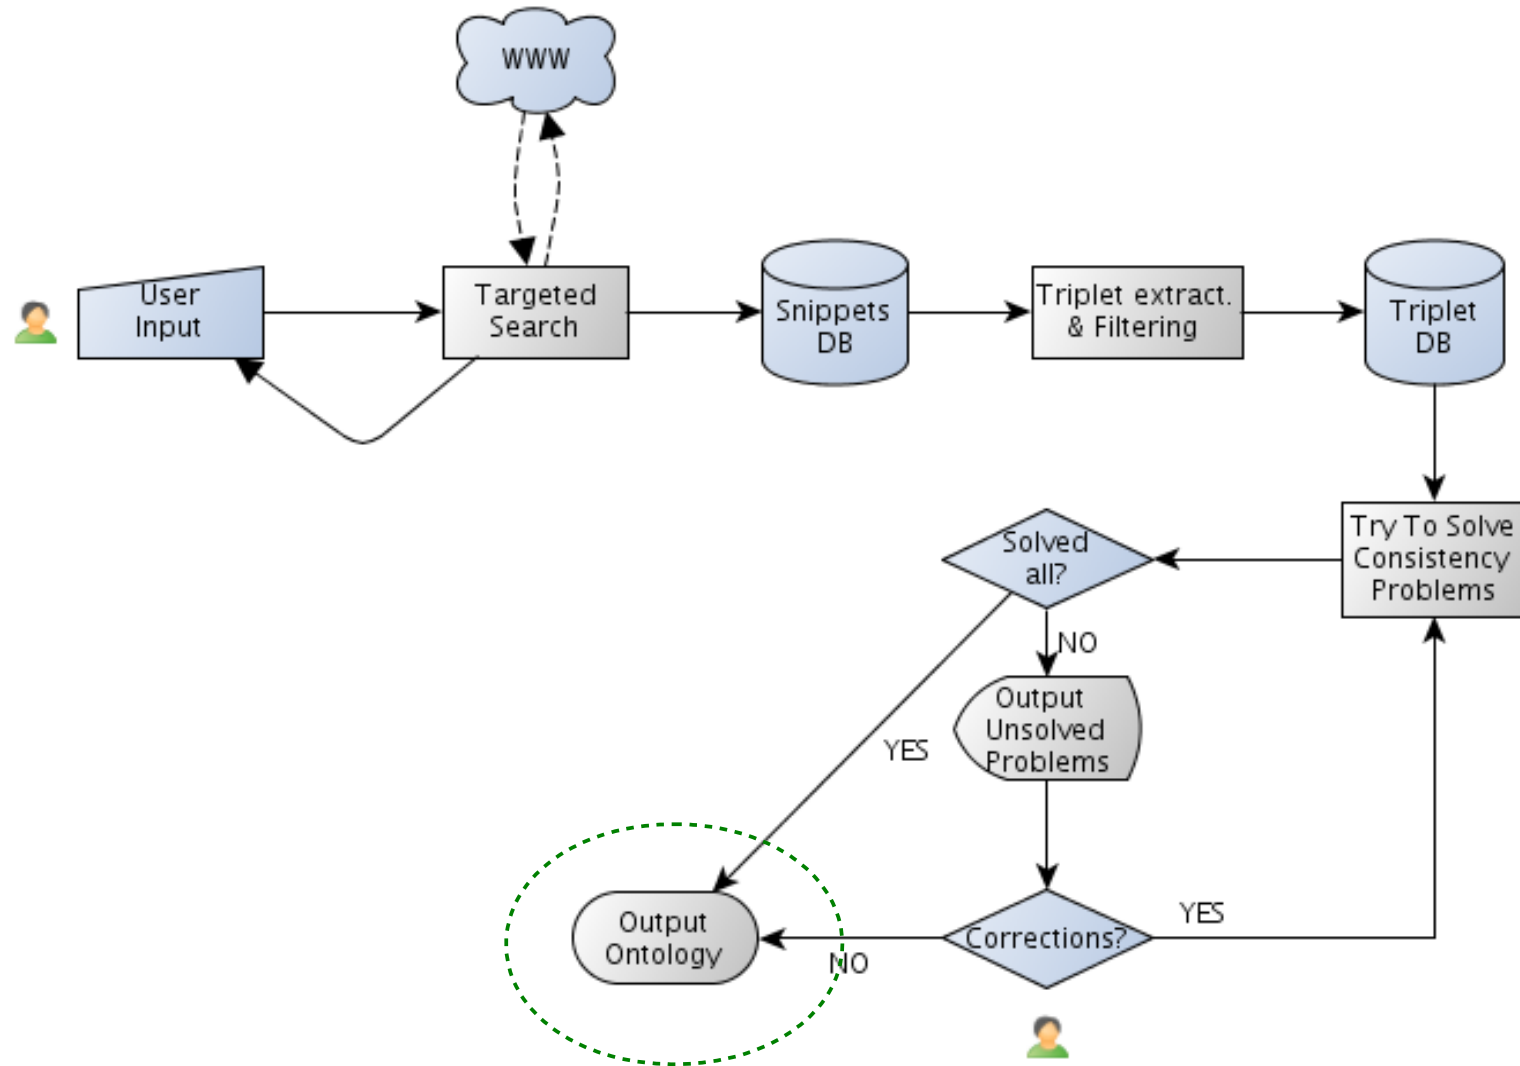 WWW
User
Input
Targeted
Search
Snippets
DB
Triplet extract.
& Filtering
Triplet
DB
Try To Solve
Consistency
Problems
Solved
all?
NO
Output
Unsolved
Problems
YES
Corrections?
YES
NO
Output
Ontology